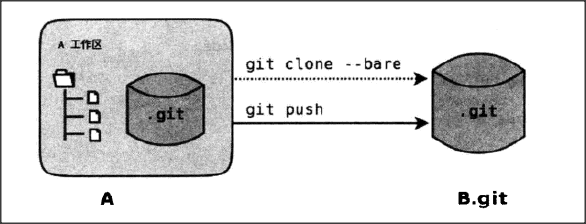 A 工作区
git clone --bare
.git
git push
.git
A
B.git